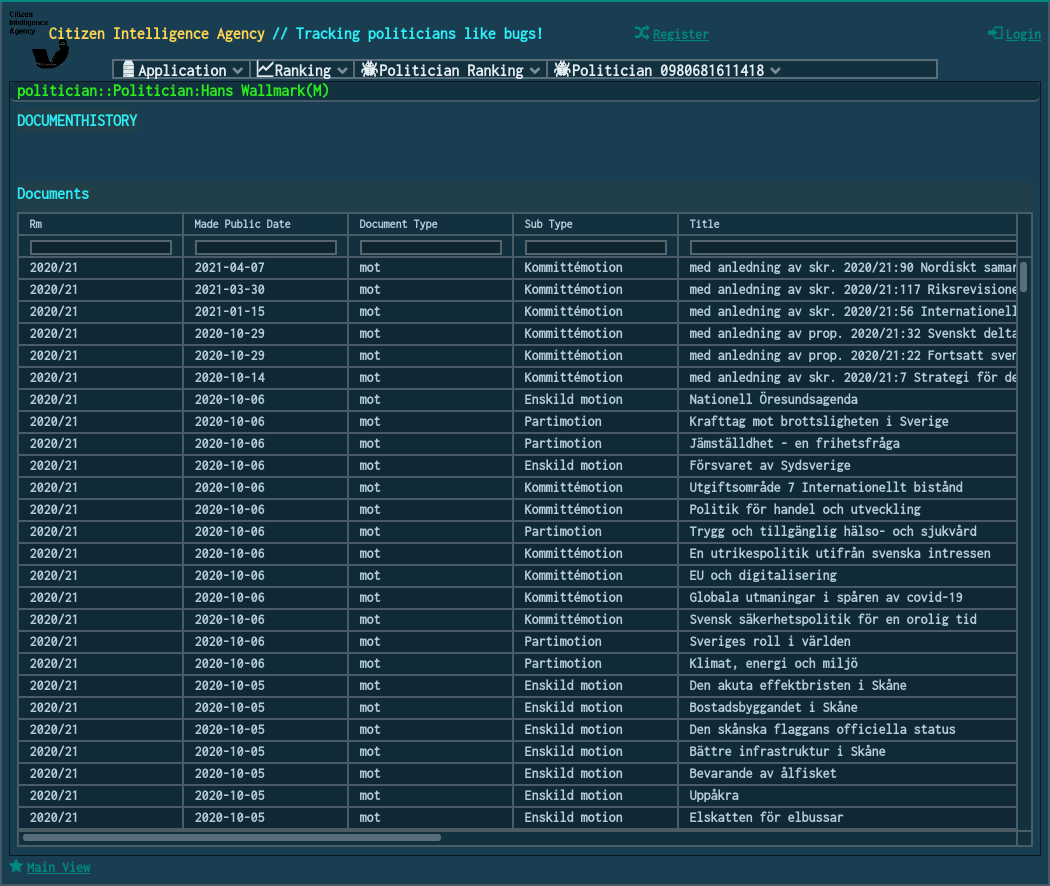 Citizen
Intelligence
Agency
Citizen Intelligence Agency // Tracking politicians like bugs!
Register
Login
Application Ranking Politician Ranking Politician 0980681611418
politician::Politician:Hans Wallmark(M)
DOCUMENTHISTORY
Documents
Rm Made Public Date Document Type Sub Type Title
2020/21 2021-04-07 mot Kommittémotion med anledning av skr. 2020/21:90 Nordiskt samar
2020/21 2021-03-30 mot Kommittémotion med anledning av skr. 2020/21:117 Riksrevisione
2020/21 2021-01-15 mot Kommittémotion med anledning av skr. 2020/21:56 Internationell
2020/21 2020-10-29 mot Kommittémotion med anledning av prop. 2020/21:32 Svenskt delta
2020/21 2020-10-29 mot Kommittémotion med anledning av prop. 2020/21:22 Fortsatt sven
2020/21 2020-10-14 mot Kommittémotion med anledning av skr. 2020/21:7 Strategi för de
2020/21 2020-10-06 mot Enskild motion Nationell Öresundsagenda
2020/21 2020-10-06 mot Partimotion Krafttag mot brottsligheten i Sverige
2020/21 2020-10-06 mot Partimotion Jämställdhet - en frihetsfråga
2020/21 2020-10-06 mot Enskild motion Försvaret av Sydsverige
2020/21 2020-10-06 mot Kommittémotion Utgiftsområde 7 Internationellt bistånd
2020/21 2020-10-06 mot Kommittémotion Politik för handel och utveckling
2020/21 2020-10-06 mot Partimotion Trygg och tillgänglig hälso- och sjukvård
2020/21 2020-10-06 mot Kommittémotion En utrikespolitik utifrån svenska intressen
2020/21 2020-10-06 mot Kommittémotion EU och digitalisering
2020/21 2020-10-06 mot Kommittémotion Globala utmaningar i spåren av covid-19
2020/21 2020-10-06 mot Kommittémotion Svensk säkerhetspolitik för en orolig tid
2020/21 2020-10-06 mot Partimotion Sveriges roll i världen
2020/21 2020-10-06 mot Partimotion Klimat, energi och miljö
2020/21 2020-10-05 mot Enskild motion Den akuta effektbristen i Skåne
2020/21 2020-10-05 mot Enskild motion Bostadsbyggandet i Skåne
2020/21 2020-10-05 mot Enskild motion Den skånska flaggans officiella status
2020/21 2020-10-05 mot Enskild motion Bättre infrastruktur i Skåne
2020/21 2020-10-05 mot Enskild motion Bevarande av ålfisket
2020/21 2020-10-05 mot Enskild motion Uppåkra
2020/21 2020-10-05 mot Enskild motion Elskatten för elbussar
Main View